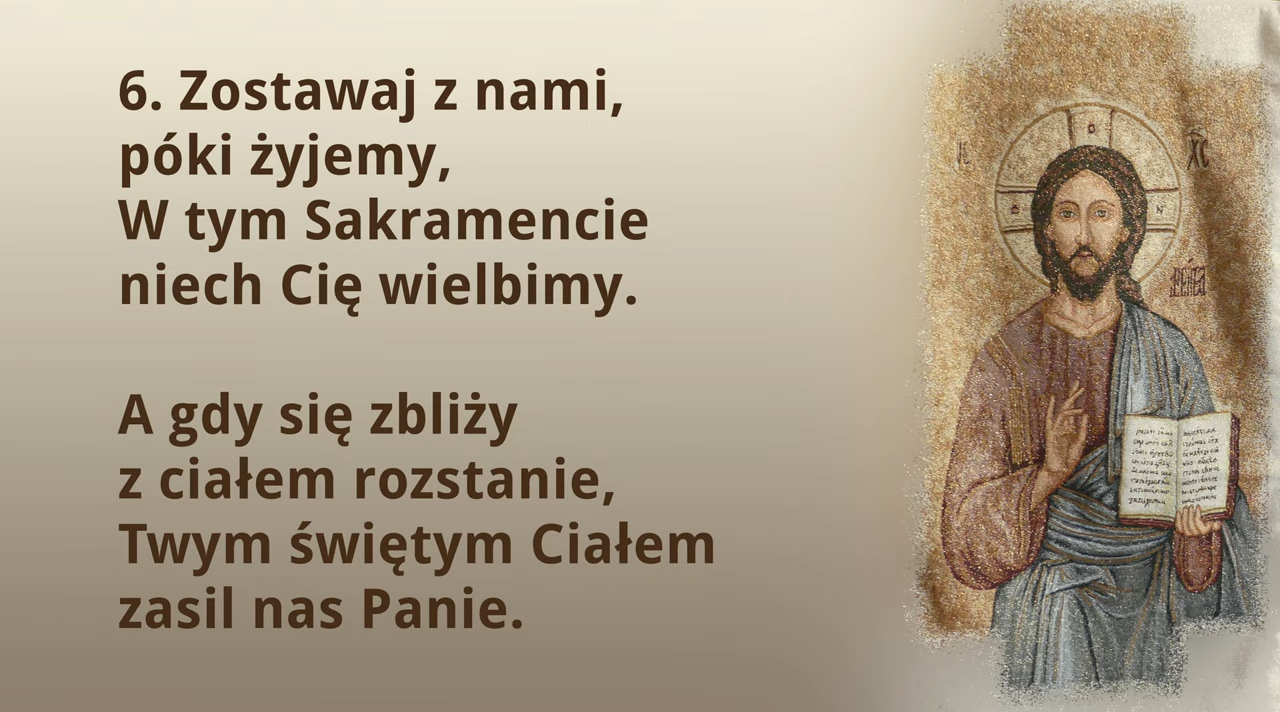 6. Zostawaj z nami,
póki żyjemy,
W tym Sakramencie
niech Cię wielbimy.
A gdy się zbliży
z ciałem rozstanie,
Twym świętym Ciałem
zasil nas Panie.